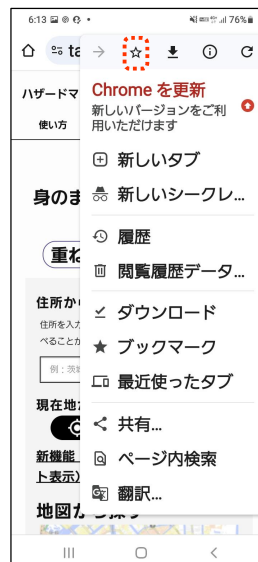 6:13
76%
ta
Chrome を更新
新しいバージョンをご利
用いただけます
新しいタブ
新しいシークレ...
履歴
閲覧履歴データ...
ダウンロード
ブックマーク
最近使ったタブ
共有...
ページ内検索
翻訳...
ハザードマ
使い方
身のま
重ね
住所か
住所を入力
べることか
例：茨城
現在地か
新機能
ト表示）
地図から探す